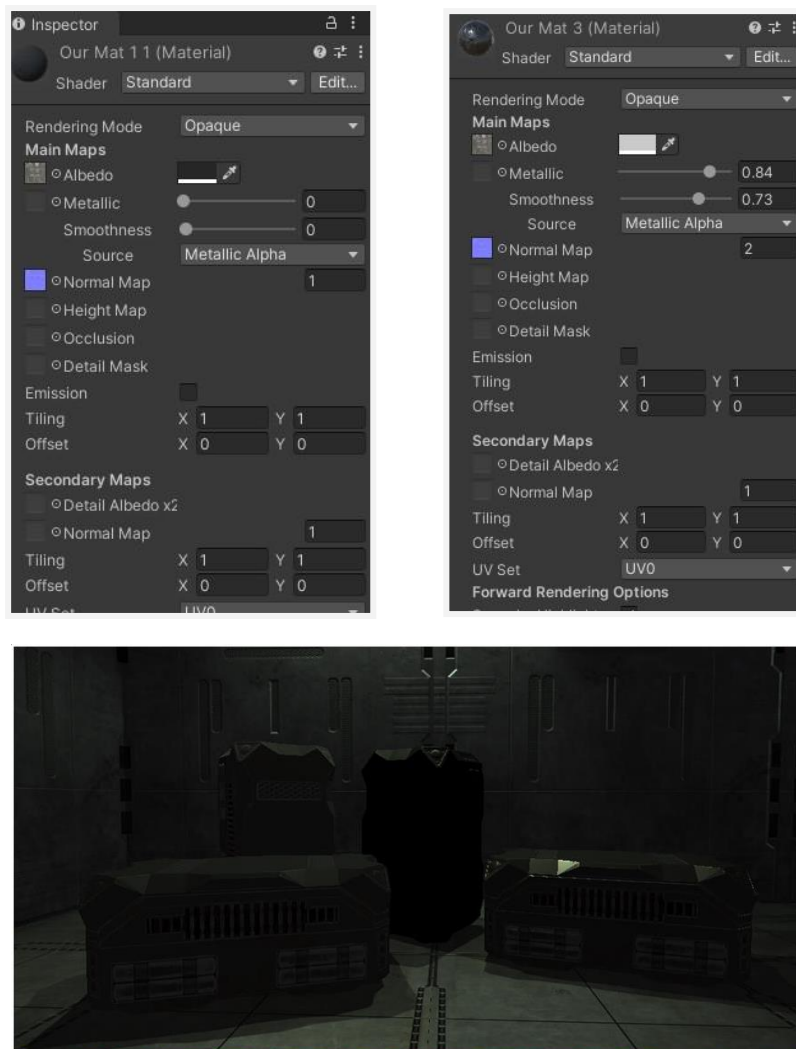 Inspector
Our Mat 1 1 (Material)
Shader Standard Edit...
Rendering Mode Opaque
Main Maps
Albedo
Metallic 0
Smoothness 0
Source Metallic Alpha
Normal Map 1
Height Map
Occlusion
Detail Mask
Emission
Tiling X 1 Y 1
Offset X 0 Y 0
Secondary Maps
Detail Albedo x2
Normal Map 1
Tiling X 1 Y 1
Offset X 0 Y 0
UV Set UV0
Our Mat 3 (Material)
Shader Standard Edit...
Rendering Mode Opaque
Main Maps
Albedo
Metallic 0.84
Smoothness 0.73
Source Metallic Alpha
Normal Map 2
Height Map
Occlusion
Detail Mask
Emission
Tiling X 1 Y 1
Offset X 0 Y 0
Secondary Maps
Detail Albedo x2
Normal Map 1
Tiling X 1 Y 1
Offset X 0 Y 0
UV Set UV0
Forward Rendering Options